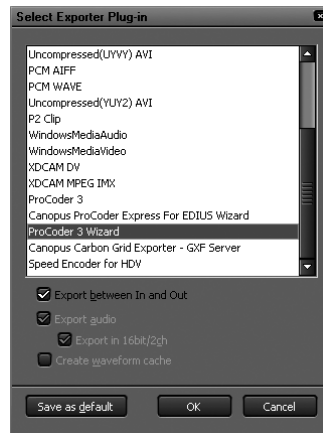 Select Exporter Plug-in
Uncompressed(UYVY) AVI
PCM AIFF
PCM WAVE
Uncompressed(YUY2) AVI
P2 Clip
WindowsMediaAudio
WindowsMediaVideo
XDCAM DV
XDCAM MPEG IMX
ProCoder 3
Canopus ProCoder Express For EDIUS Wizard
ProCoder 3 Wizard
Canopus Carbon Grid Exporter - GXF Server
Speed Encoder for HDV
Export between In and Out
Export audio
Export in 16bit/2ch
Create waveform cache
Save as default
OK
Cancel